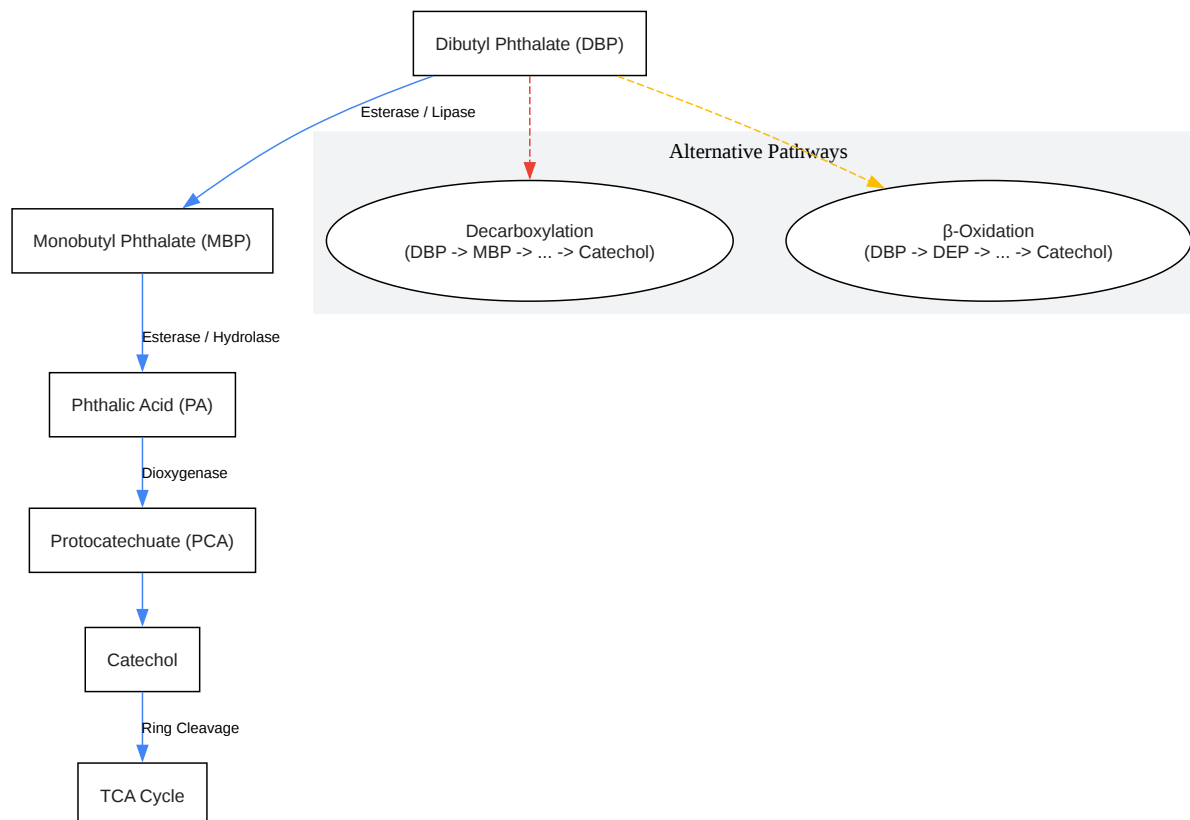 Dibutyl Phthalate (DBP)
Esterase / Lipase
Alternative Pathways
Decarboxylation
(DBP -> MBP -> ... -> Catechol)
β-Oxidation
(DBP -> DEP -> ... -> Catechol)
Monobutyl Phthalate (MBP)
Esterase / Hydrolase
Phthalic Acid (PA)
Dioxygenase
Protocatechuate (PCA)
Catechol
Ring Cleavage
TCA Cycle